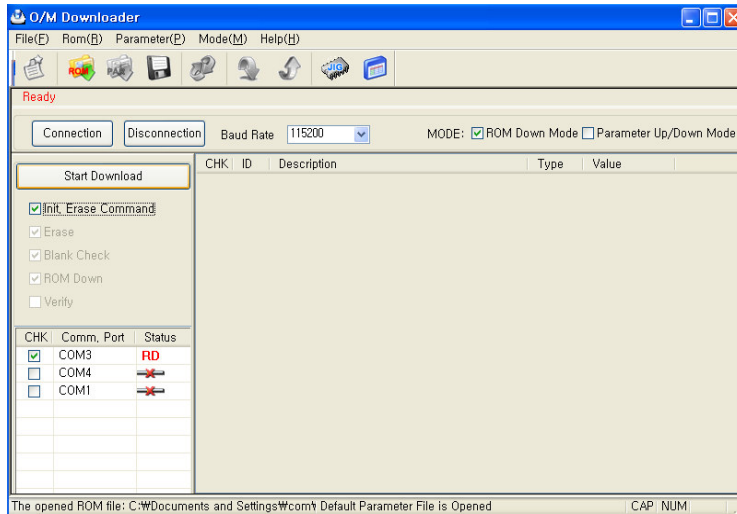 O/M Downloader
File(F) Rom(R) Parameter(P) Mode(M) Help(H)
ROM PAR JIG
Ready
Connection Disconnection Baud Rate 115200 MODE: ROM Down Mode Parameter Up/Down Mode
CHK ID Description Type Value
Start Download
Init, Erase Command
Erase
Blank Check
ROM Down
Verify
CHK Comm, Port Status
COM3 RD
COM4
COM1
The opened ROM file: C:₩Documents and Settings₩com₩ Default Parameter File is Opened CAP NUM